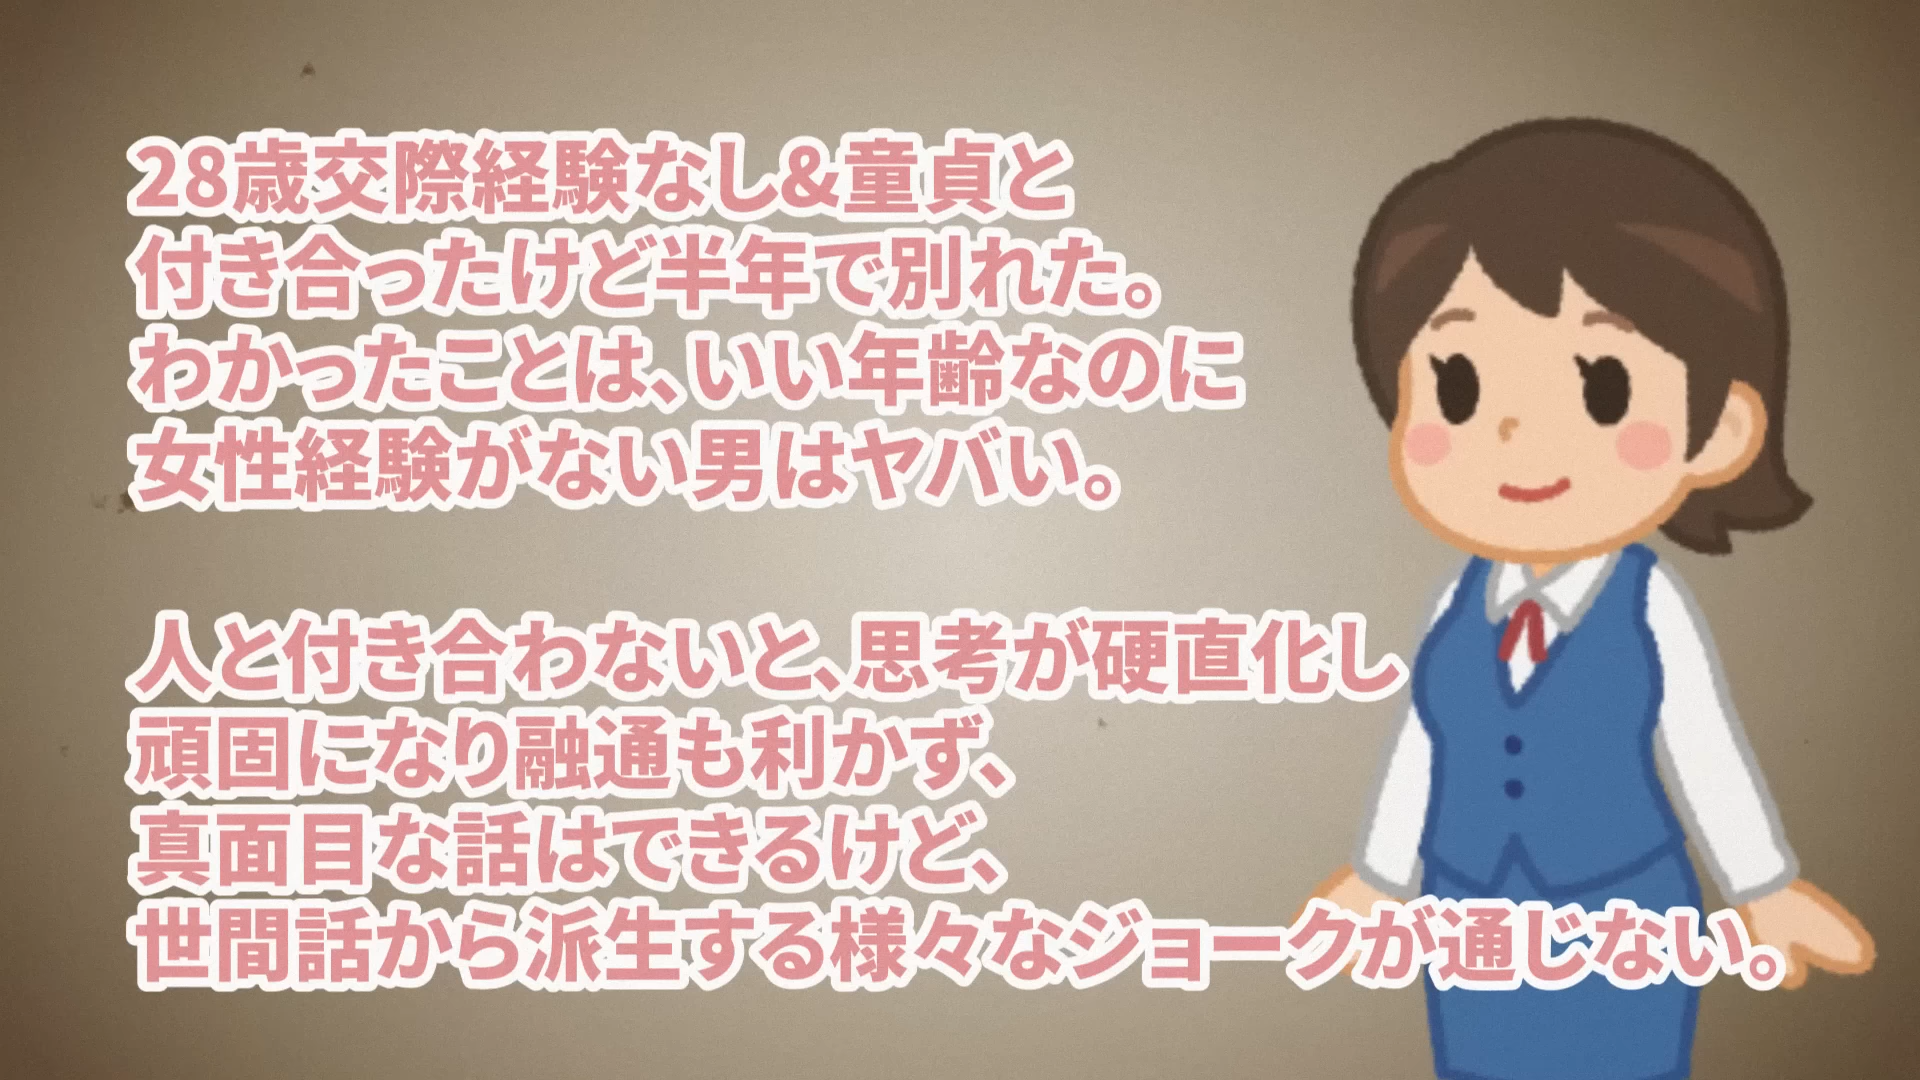 28歳交際経験なし&童貞と
付き合ったけど半年で別れた。
わかったことは、いい年齢なのに
女性経験がない男はヤバい。
人と付き合わないと、思考が硬直化し
頑固になり融通も利かず、
真面目な話はできるけど、
世間話から派生する様々なジョークが通じない。